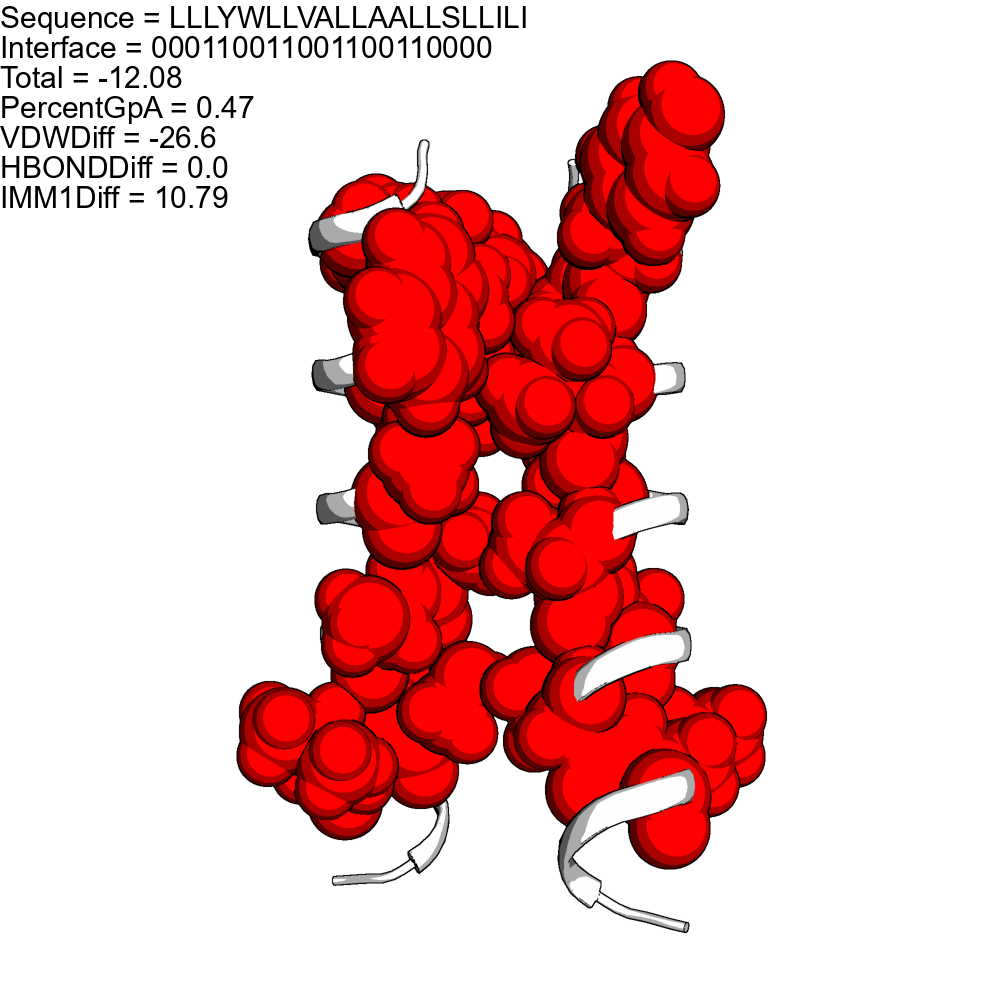 Sequence = LLLYWLLVALLAALLSLLILI
Interface = 000110011001100110000
Total = -12.08
PercentGpA = 0.47
VDWDiff = -26.6
HBONDDiff = 0.0
IMM1Diff = 10.79